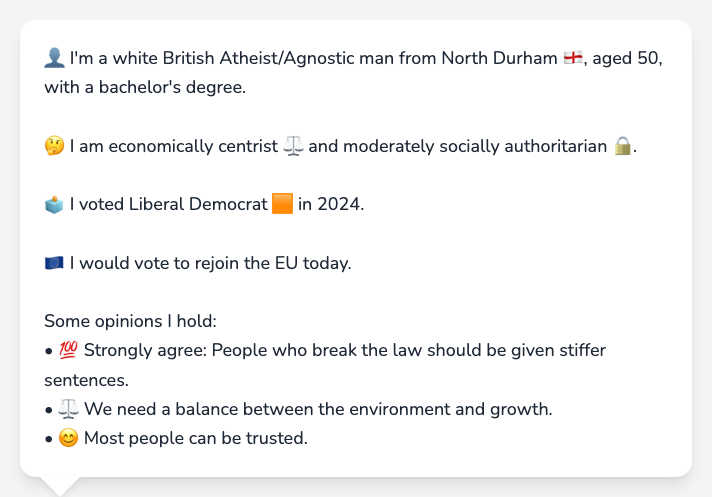 👤 I'm a white British Atheist/Agnostic man from North Durham 🏴󠁧󠁢󠁥󠁮󠁧󠁿, aged 50,
with a bachelor's degree.
🤔 I am economically centrist ⚖️ and moderately socially authoritarian 🔒.
🗳️ I voted Liberal Democrat 🟧 in 2024.
🇪🇺 I would vote to rejoin the EU today.
Some opinions I hold:
• 💯 Strongly agree: People who break the law should be given stiffer
sentences.
• ⚖️ We need a balance between the environment and growth.
• 😊 Most people can be trusted.